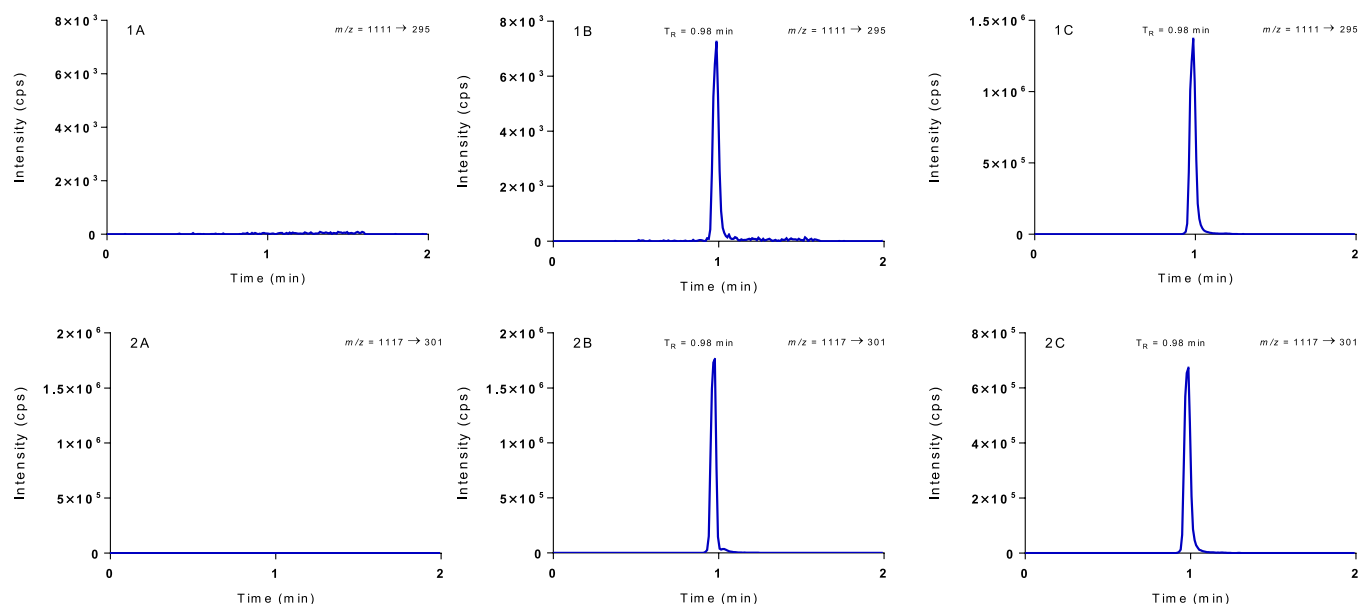 1A
m/z = 1111 → 295
8×10³
6×10³
4×10³
2×10³
0
Intensity (cps)
0 1 2
Time (min)
1B
T_R = 0.98 min
m/z = 1111 → 295
8×10³
6×10³
4×10³
2×10³
0
Intensity (cps)
0 1 2
Time (min)
1C
T_R = 0.98 min
m/z = 1111 → 295
1.5×10⁶
1×10⁶
5×10⁵
0
Intensity (cps)
0 1 2
Time (min)
2A
m/z = 1117 → 301
2×10⁶
1.5×10⁶
1×10⁶
5×10⁵
0
Intensity (cps)
0 1 2
Time (min)
2B
T_R = 0.98 min
m/z = 1117 → 301
2×10⁶
1.5×10⁶
1×10⁶
5×10⁵
0
Intensity (cps)
0 1 2
Time (min)
2C
T_R = 0.98 min
m/z = 1117 → 301
8×10⁵
6×10⁵
4×10⁵
2×10⁵
0
Intensity (cps)
0 1 2
Time (min)